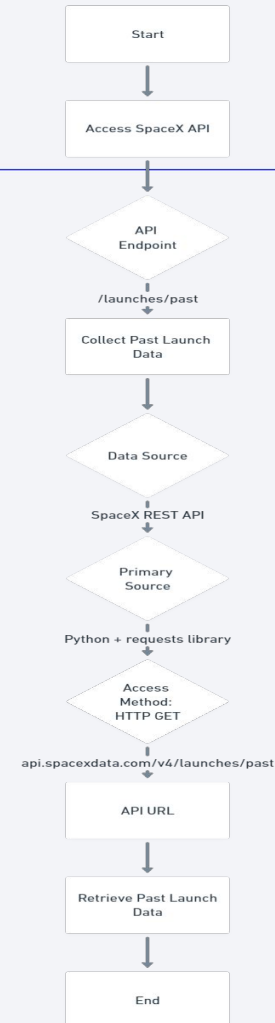 Start
Access SpaceX API
API
Endpoint
/launches/past
Collect Past Launch
Data
Data Source
SpaceX REST API
Primary
Source
Python + requests library
Access
Method:
HTTP GET
api.spacexdata.com/v4/launches/past
API URL
Retrieve Past Launch
Data
End